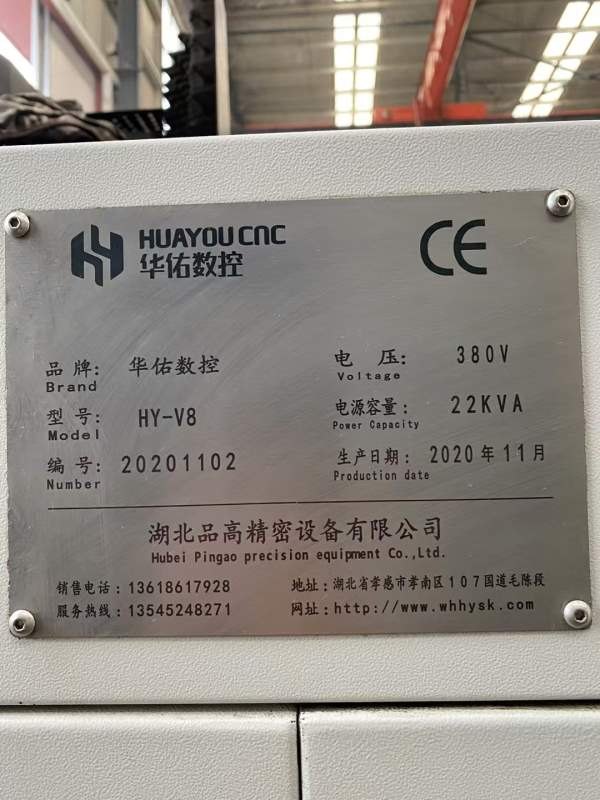 HUAYOU CNC
华佑数控
CE
品牌: 华佑数控
Brand
电压: 380V
Voltage
型号: HY-V8
Model
电源容量: 22KVA
Power Capacity
编号: 20201102
Number
生产日期: 2020年11月
Production date
湖北品高精密设备有限公司
Hubei Pingao precision equipment Co.,Ltd.
销售电话: 13618617928
地址: 湖北省孝感市孝南区107国道毛陈段
服务热线: 13545248271
网址: http://www.whhysk.com